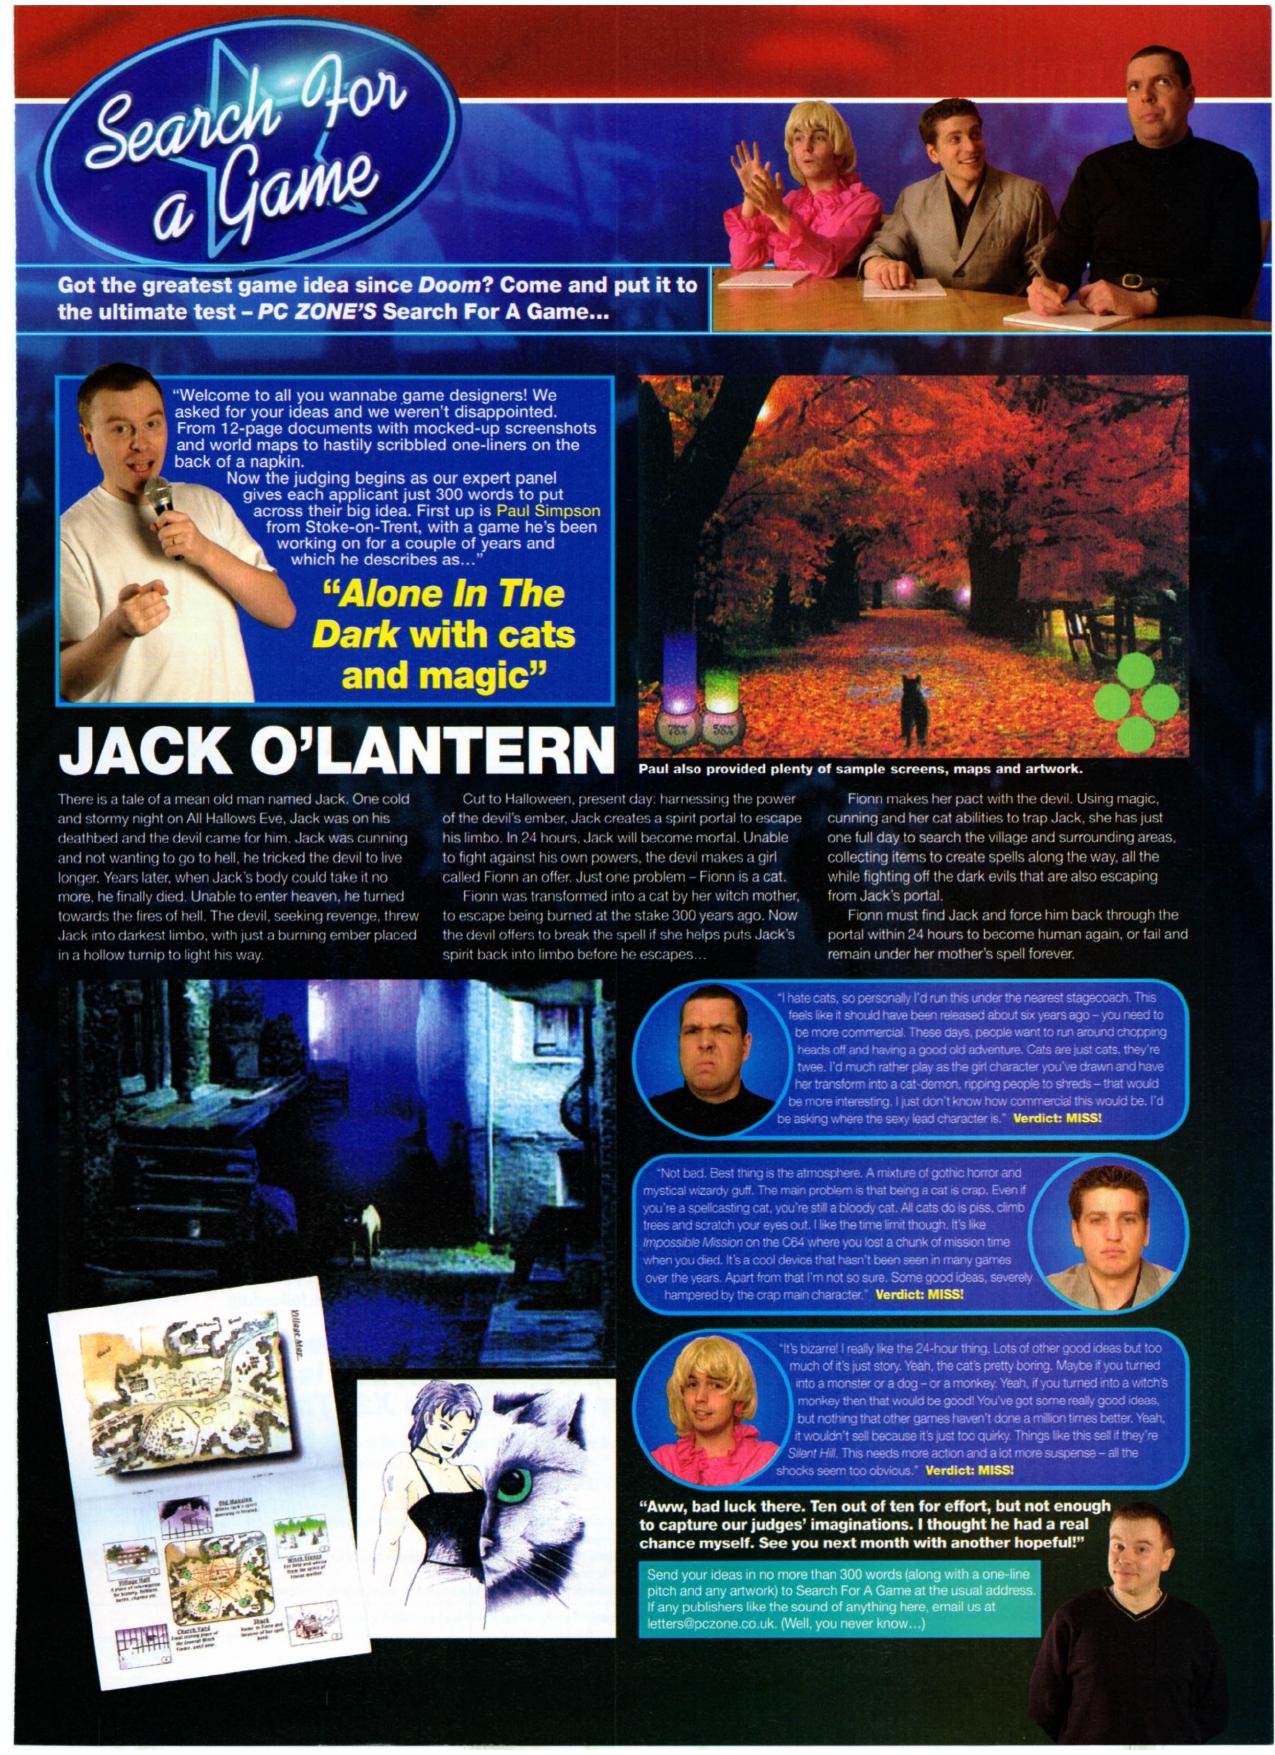 Search For
a Game
Got the greatest game idea since Doom? Come and put it to
the ultimate test – PC ZONE'S Search For A Game...
“Welcome to all you wannabe game designers! We
asked for your ideas and we weren't disappointed.
From 12-page documents with mocked-up screenshots
and world maps to hastily scribbled one-liners on the
back of a napkin.
Now the judging begins as our expert panel
gives each applicant just 300 words to put
across their big idea. First up is Paul Simpson
from Stoke-on-Trent, with a game he's been
working on for a couple of years and
which he describes as...”
“Alone In The
Dark with cats
and magic”
Paul also provided plenty of sample screens, maps and artwork.
JACK O'LANTERN
There is a tale of a mean old man named Jack. One cold
and stormy night on All Hallows Eve, Jack was on his
deathbed and the devil came for him. Jack was cunning
and not wanting to go to hell, he tricked the devil to live
longer. Years later, when Jack's body could take it no
more, he finally died. Unable to enter heaven, he turned
towards the fires of hell. The devil, seeking revenge, threw
Jack into darkest limbo, with just a burning ember placed
in a hollow turnip to light his way.
Cut to Halloween, present day: harnessing the power
of the devil's ember, Jack creates a spirit portal to escape
his limbo. In 24 hours, Jack will become mortal. Unable
to fight against his own powers, the devil makes a girl
called Fionn an offer. Just one problem – Fionn is a cat.
Fionn was transformed into a cat by her witch mother,
to escape being burned at the stake 300 years ago. Now
the devil offers to break the spell if she helps puts Jack's
spirit back into limbo before he escapes...
Fionn makes her pact with the devil. Using magic,
cunning and her cat abilities to trap Jack, she has just
one full day to search the village and surrounding areas,
collecting items to create spells along the way, all the
while fighting off the dark evils that are also escaping
from Jack's portal.
Fionn must find Jack and force him back through the
portal within 24 hours to become human again, or fail and
remain under her mother's spell forever.
“I hate cats, so personally I'd run this under the nearest stagecoach. This
feels like it should have been released about six years ago – you need to
be more commercial. These days, people want to run around chopping
heads off and having a good old adventure. Cats are just cats, they're
twee. I'd much rather play as the girl character you've drawn and have
her transform into a cat-demon, ripping people to shreds – that would
be more interesting. I just don't know how commercial this would be. I'd
be asking where the sexy lead character is.” Verdict: MISS!
“Not bad. Best thing is the atmosphere. A mixture of gothic horror and
mystical wizardy guff. The main problem is that being a cat is crap. Even if
you're a spellcasting cat, you're still a bloody cat. All cats do is piss, climb
trees and scratch your eyes out. I like the time limit though. It's like
Impossible Mission on the C64 where you lost a chunk of mission time
when you died. It's a cool device that hasn't been seen in many games
over the years. Apart from that I'm not so sure. Some good ideas, severely
hampered by the crap main character.” Verdict: MISS!
“It's bizarre! I really like the 24-hour thing. Lots of other good ideas but too
much of it's just story. Yeah, the cat's pretty boring. Maybe if you turned
into a monster or a dog – or a monkey. Yeah, if you turned into a witch's
monkey then that would be good! You've got some really good ideas,
but nothing that other games haven't done a million times better. Yeah,
it wouldn't sell because it's just too quirky. Things like this sell if they're
Silent Hill. This needs more action and a lot more suspense – all the
shocks seem too obvious.” Verdict: MISS!
Village Map
Old Mansion
Village Hall
Witch Stones
Church Yard
Shack
“Aww, bad luck there. Ten out of ten for effort, but not enough
to capture our judges' imaginations. I thought he had a real
chance myself. See you next month with another hopeful!”
Send your ideas in no more than 300 words (along with a one-line
pitch and any artwork) to Search For A Game at the usual address.
If any publishers like the sound of anything here, email us at
letters@pczone.co.uk. (Well, you never know...)